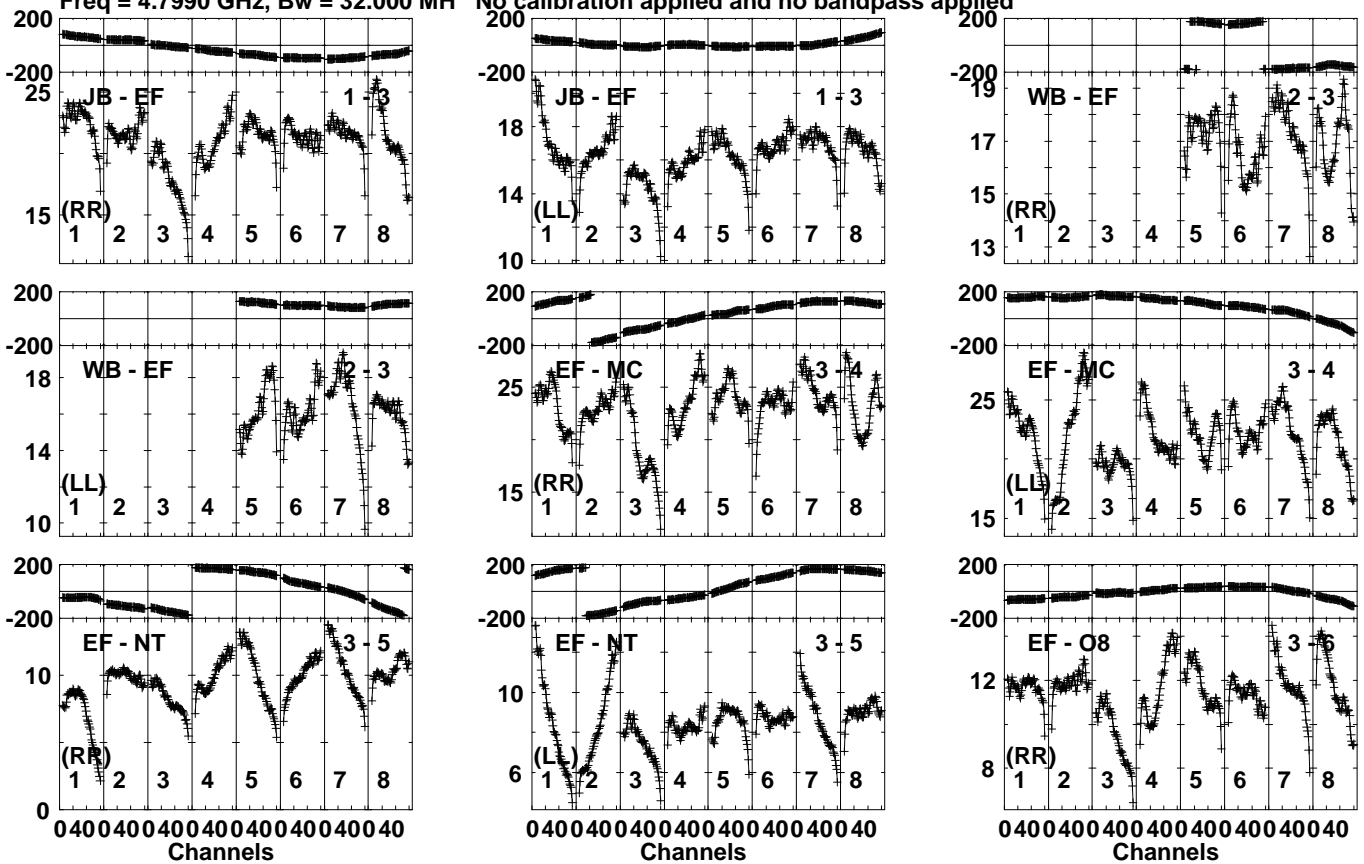 Freq = 4.7990 GHz, Bw = 32.000 MH No calibration applied and no bandpass applied
200
-200
25
15
JB - EF
1 - 3
(RR)
1 2 3 4 5 6 7 8
200
-200
18
14
10
JB - EF
1 - 3
(LL)
1 2 3 4 5 6 7 8
200
-200
19
17
15
13
WB - EF
2 - 3
(RR)
1 2 3 4 5 6 7 8
200
-200
18
14
10
WB - EF
2 - 3
(LL)
1 2 3 4 5 6 7 8
200
-200
25
15
EF - MC
3 - 4
(RR)
1 2 3 4 5 6 7 8
200
-200
25
15
EF - MC
3 - 4
(LL)
1 2 3 4 5 6 7 8
200
-200
10
0
EF - NT
3 - 5
(RR)
1 2 3 4 5 6 7 8
200
-200
10
6
EF - NT
3 - 5
(LL)
1 2 3 4 5 6 7 8
200
-200
12
8
EF - O8
3 - 6
(RR)
1 2 3 4 5 6 7 8
0 40 0 40 0 40 0 40 0 40 0 40 0 40 0 40
Channels
0 40 0 40 0 40 0 40 0 40 0 40 0 40 0 40
Channels
0 40 0 40 0 40 0 40 0 40 0 40 0 40 0 40
Channels